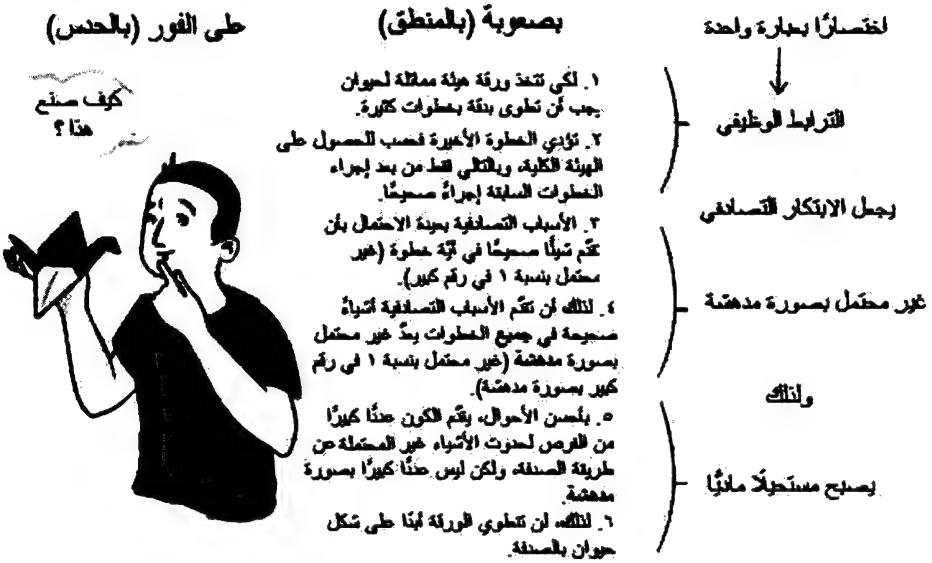 على الفور (بالحدس)
كيف صنع
هذا ؟
بصعوبة (بالمنطق)
١. لكي تتخذ ورقة هيئة مماثلة لحيوان
يجب أن تطوى بدقة بخطوات كثيرة.
٢. تؤدي الخطوة الأخيرة فحسب للحصول على
الهيئة الكلية، وبالتالي فقط من بعد إجراء
الخطوات السابقة إجراءً صحيحًا.
٣. الأسباب التصادفية بعيدة الاحتمال بأن
تقدّم شيئًا صحيحًا في أيّة خطوة (غير
محتمل بنسبة ١ في رقم كبير).
٤. لذلك أن تقدّم الأسباب التصادفية أشياءً
صحيحة في جميع الخطوات يعدّ غير محتمل
بصورة مدهشة (غير محتمل بنسبة ١ في رقم
كبير بصورة مدهشة).
٥. بأحسن الأحوال، يقدّم الكون عددًا كبيرًا
من الفرص لحدوث الأشياء غير المحتملة عن
طريقة الصدفة، ولكن ليس عددًا كبيرًا بصورة
مدهشة.
٦. لذلك، لن تنطوي الورقة أبدًا على شكل
حيوان بالصدفة.
اختصارًا بعبارة واحدة
الترابط الوظيفي
يجعل الابتكار التصادفي
غير محتمل بصورة مدهشة
ولذلك
يصبح مستحيلًا ماديًا